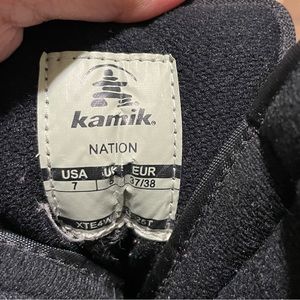 kamik
NATION
USA EUR
7 37/38